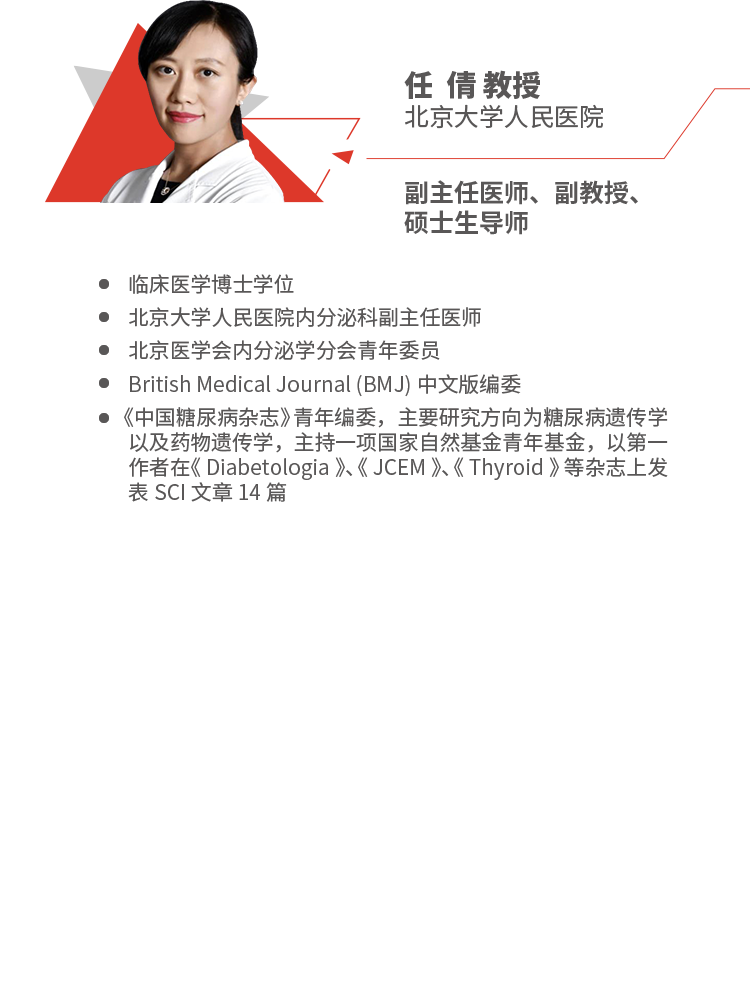 任 倩 教授
北京大学人民医院
副主任医师、副教授、
硕士生导师
● 临床医学博士学位
● 北京大学人民医院内分泌科副主任医师
● 北京医学会内分泌学分会青年委员
● British Medical Journal (BMJ) 中文版编委
● 《中国糖尿病杂志》青年编委，主要研究方向为糖尿病遗传学
以及药物遗传学，主持一项国家自然基金青年基金，以第一
作者在《 Diabetologia 》、《 JCEM 》、《 Thyroid 》等杂志上发
表 SCI 文章 14 篇